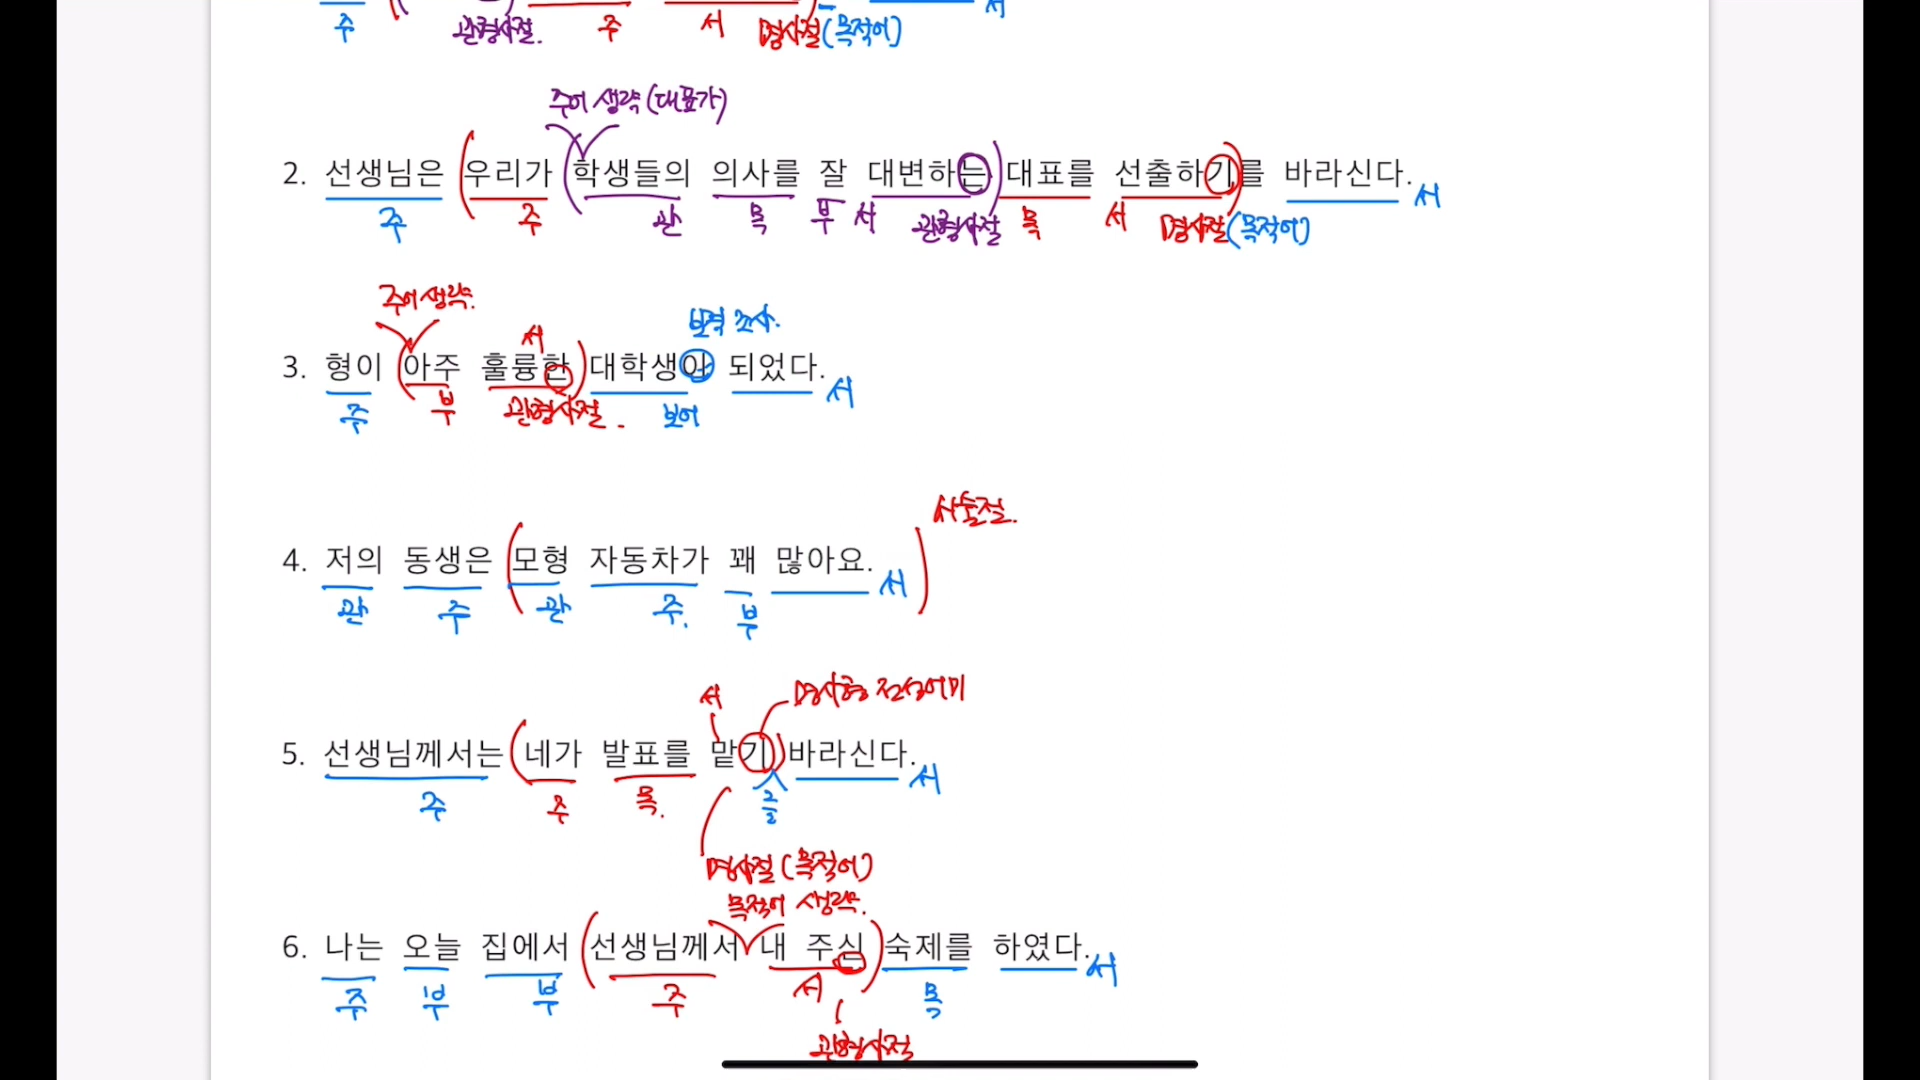 주 관형사절. 주 서 명사절(목적어) 서
주어 생략(대표가)
2. 선생님은 우리가 학생들의 의사를 잘 대변하는 대표를 선출하기를 바라신다. 서
주 주 관 목 부 서 관형사절 목 서 명사절(목적어)
주어 생략.
서 보격 조사.
3. 형이 아주 훌륭한 대학생이 되었다. 서
주 부 관형사절. 보어
서술절.
4. 저의 동생은 모형 자동차가 꽤 많아요. 서
관 주 관 주. 부
서 명사형 전성어미
5. 선생님께서는 네가 발표를 맡기 바라신다. 서
주 주 목. 를
명사절(목적어)
목적어 생략.
6. 나는 오늘 집에서 선생님께서 내 주신 숙제를 하였다. 서
주 부 부 주 서 목
관형사절